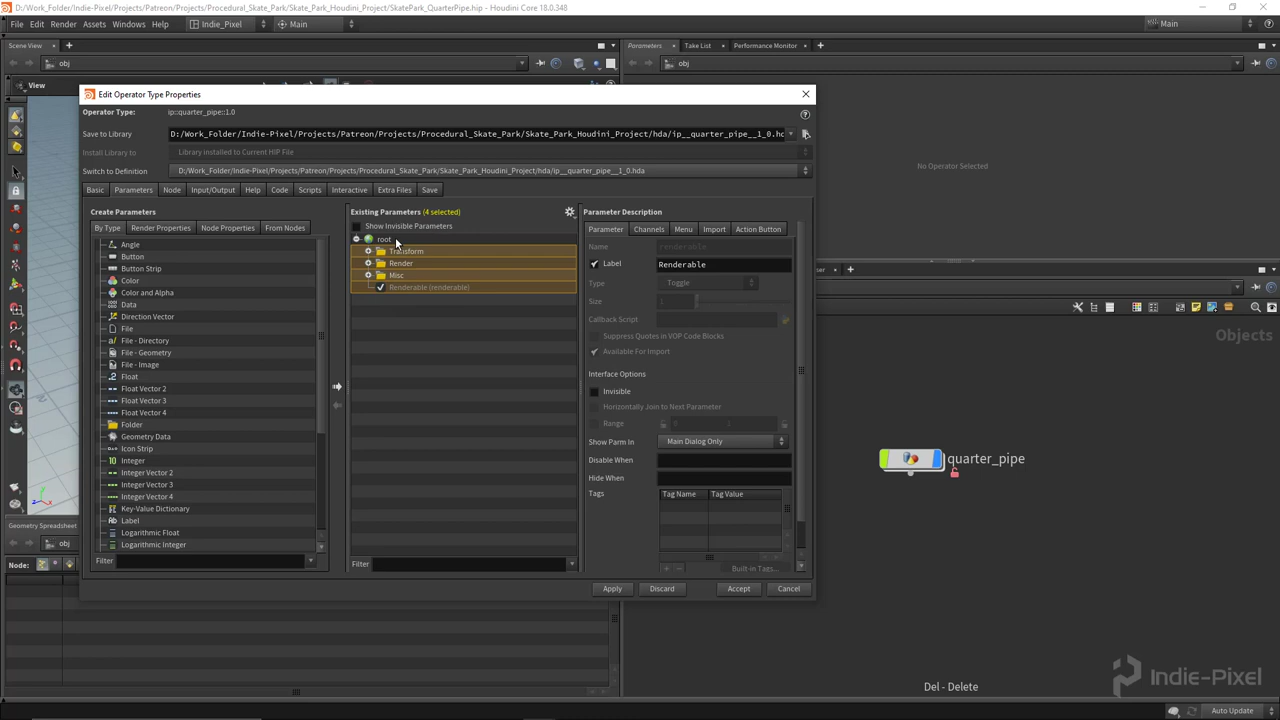 D:/Work_Folder/Indie-Pixel/Projects/Patreon/Projects/Procedural_Skate_Park/Skate_Park_Houdini_Project/SkatePark_QuarterPipe.hip - Houdini Core 18.0.348
File Edit Render Assets Windows Help Indie_Pixel Main Main
Scene View
Parameters Take List Performance Monitor
obj
obj
View
Edit Operator Type Properties
Operator Type: ip::quarter_pipe::1.0
Save to Library D:/Work_Folder/Indie-Pixel/Projects/Patreon/Projects/Procedural_Skate_Park/Skate_Park_Houdini_Project/hda/ip__quarter_pipe__1_0.hd
Install Library to Library installed to Current HIP File
No Operator Selected
Switch to Definition D:/Work_Folder/Indie-Pixel/Projects/Patreon/Projects/Procedural_Skate_Park/Skate_Park_Houdini_Project/hda/ip__quarter_pipe__1_0.hda
Basic Parameters Node Input/Output Help Code Scripts Interactive Extra Files Save
Create Parameters
Existing Parameters (4 selected)
Parameter Description
By Type Render Properties Node Properties From Nodes
Show Invisible Parameters
Parameter Channels Menu Import Action Button
Angle
Button
Button Strip
Color
Color and Alpha
Data
Direction Vector
File
File - Directory
File - Geometry
File - Image
Float
Float Vector 2
Float Vector 3
Float Vector 4
Folder
Geometry Data
Icon Strip
Integer
Integer Vector 2
Integer Vector 3
Integer Vector 4
Key-Value Dictionary
Label
Logarithmic Float
Logarithmic Integer
Filter
root
Transform
Render
Misc
Renderable (renderable)
Filter
Name renderable
Label Renderable
Type Toggle
Size 1
Callback Script
Suppress Quotes in VOP Code Blocks
Available For Import
Interface Options
Invisible
Horizontally Join to Next Parameter
Range 0 1
Show Parm In Main Dialog Only
Disable When
Hide When
Tags Tag Name Tag Value
Built-in Tags...
Apply Discard Accept Cancel
Objects
quarter_pipe
Geometry Spreadsheet
obj
Node:
Indie-Pixel
Del - Delete
Auto Update